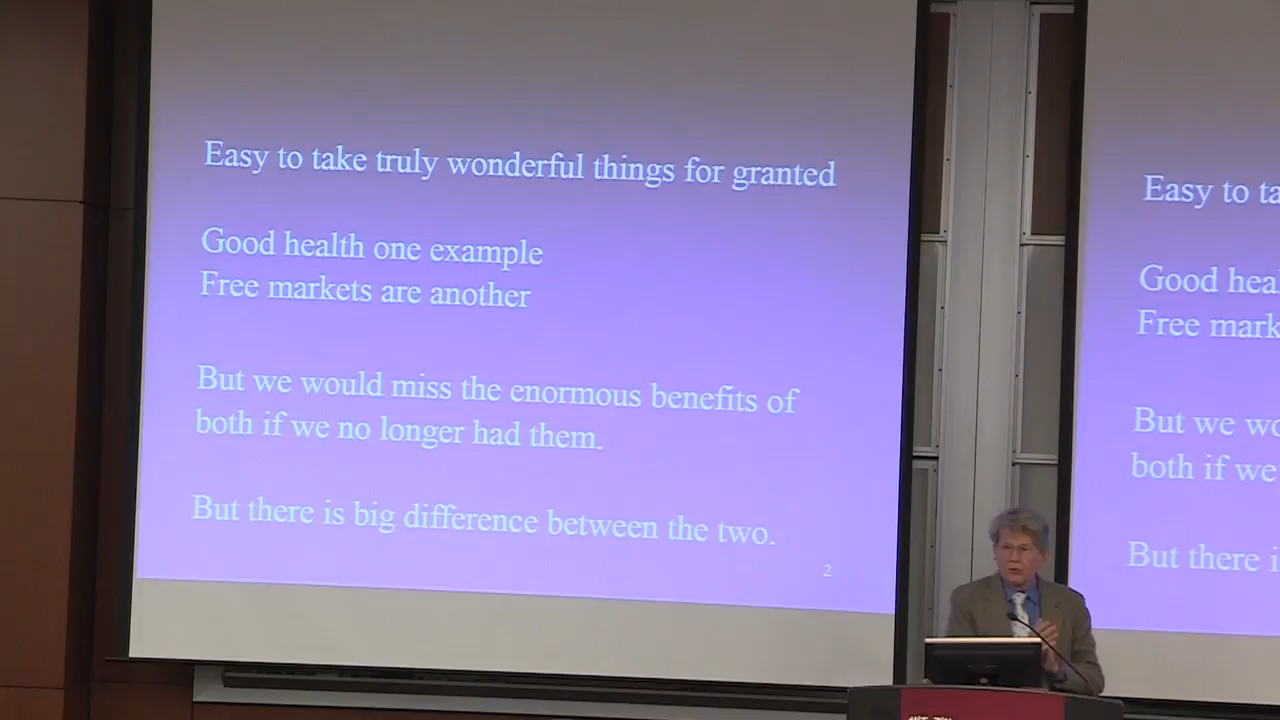 Easy to take truly wonderful things for granted
Good health one example
Free markets are another
But we would miss the enormous benefits of
both if we no longer had them.
But there is big difference between the two.
2
Easy to ta
Good heal
Free mark
But we wo
both if we
But there i